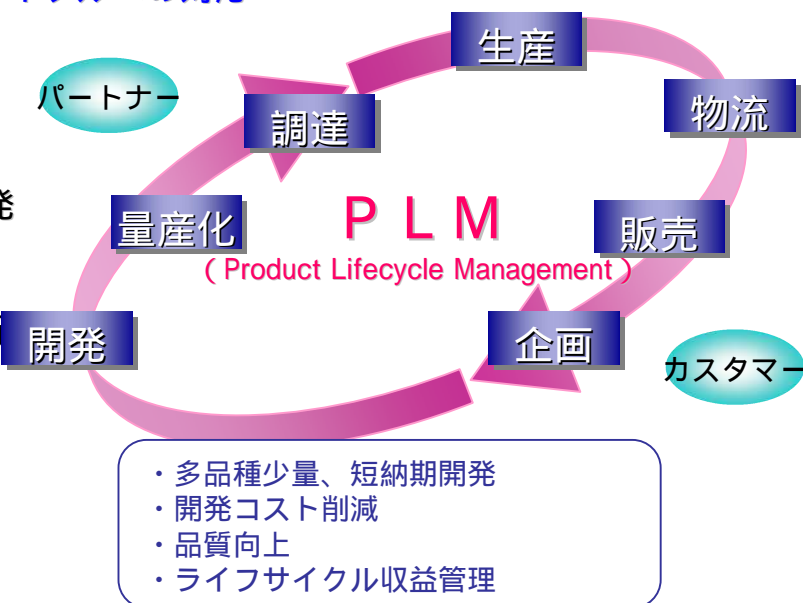 生産
パートナー
物流
調達
発
量産化
ＰＬＭ
販売
（Product Lifecycle Management）
開発
企画
カスタマー
・多品種少量、短納期開発
・開発コスト削減
・品質向上
・ライフサイクル収益管理